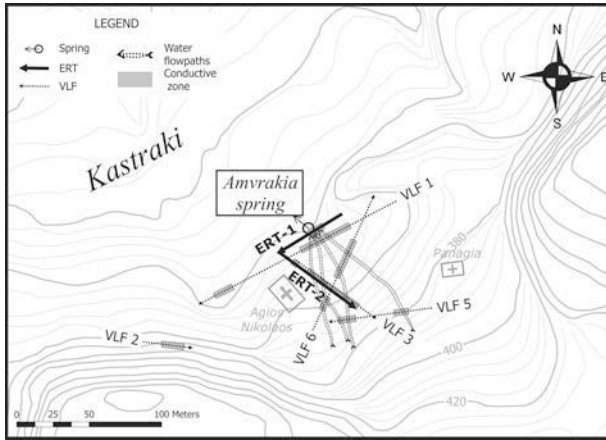 LEGEND
Spring
ERT
VLF
Water
flowpaths
Conductive
zone
N
W
E
S
Kastraki
Amvrakia
spring
VLF 1
ERT-1
380
Panagia
ERT-2
Agios
Nikolaos
VLF 5
VLF 3
VLF 6
VLF 2
400
420
0 25 50 100 Meters